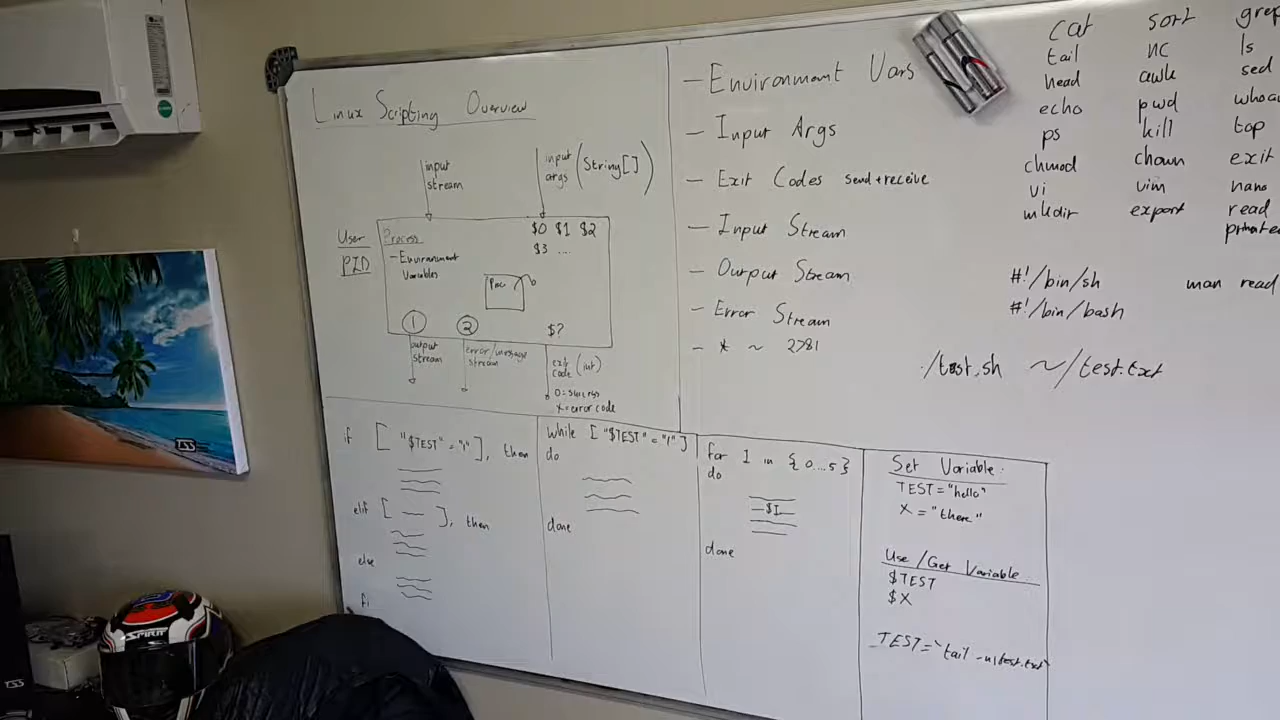 Linux Scripting Overview
input
stream
input
args (String[])
User
PID
Process
- Environment
Variables
$0 $1 $2
$3 ...
Proc
1
2
$?
output
stream
error/message
stream
exit
code (int)
0=success
x=error code
- Environment Vars
- Input Args
- Exit Codes send+receive
- Input Stream
- Output Stream
- Error Stream
- * ~ 2>&1
cat sort grep
tail nc ls
head awk sed
echo pwd
ps kill top
chmod chown exit
vi vim nano
mkdir export read
#!/bin/sh man read
#!/bin/bash
./test.sh ~/test.txt
if [ "$TEST" = "1" ], then
elif [ — ], then
else
fi
while [ "$TEST" = "1" ]
do
done
for I in { 0...5 }
do
$I
done
Set Variable:
TEST="hello"
X = "there"
Use/Get Variable
$TEST
$X
TEST=`tail -n1 test.txt`
SPIRIT
TSS
TSS
LG